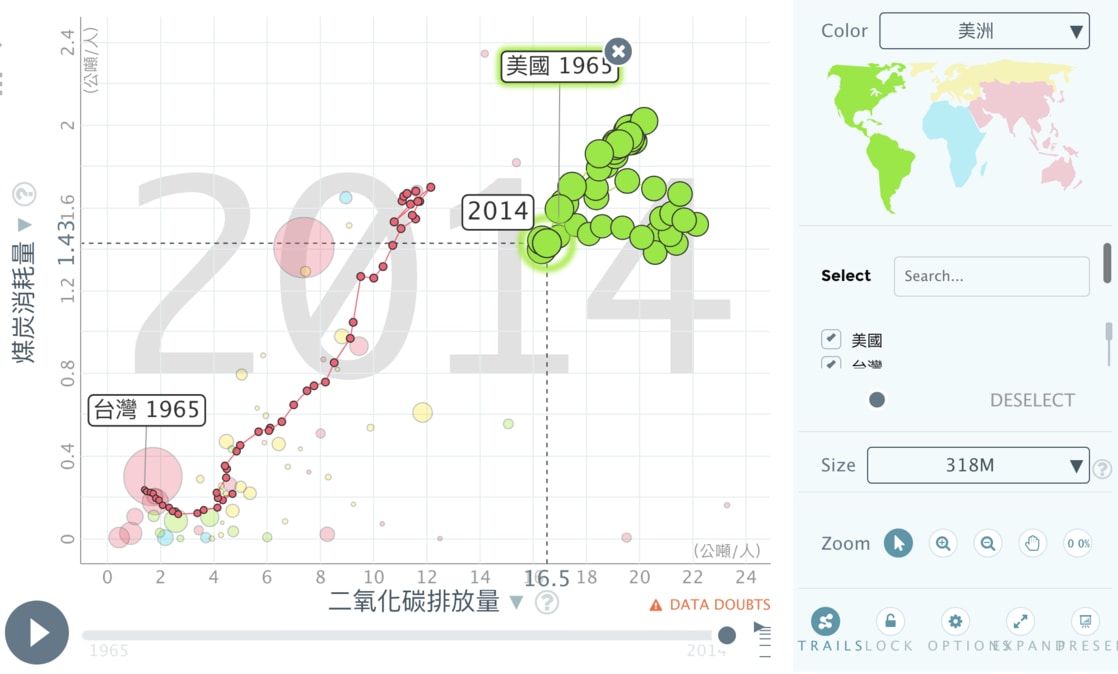 2.4
2
1.6
1.43
1.2
0.8
0.4
0
煤炭消耗量
?
(公噸/人)
2014
美國 1965
2014
台灣 1965
(公噸/人)
0 2 4 6 8 10 12 14 16.5 18 20 22 24
二氧化碳排放量
?
DATA DOUBTS
1965
2014
Color 美洲
Select Search...
美國
台灣
DESELECT
Size 318M
?
Zoom 0 0%
TRAILS LOCK OPTIONS EXPAND PRESE